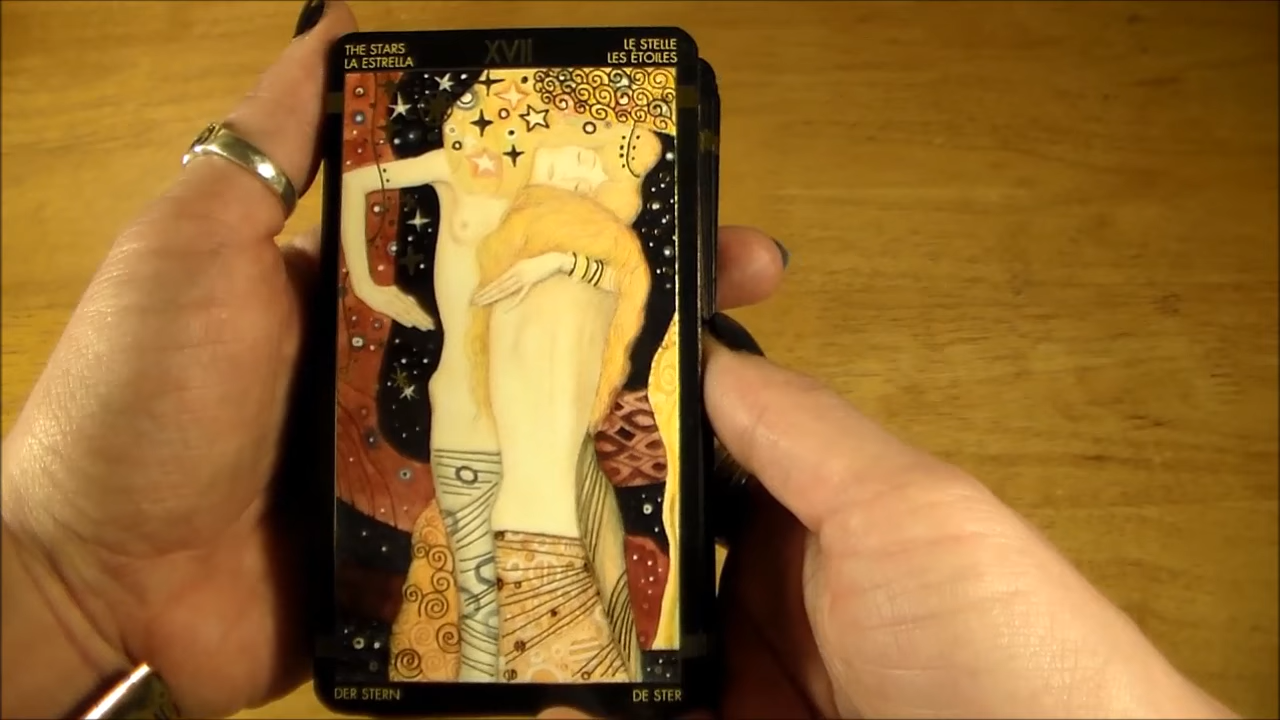 THE STARS
LA ESTRELLA
XVII
LE STELLE
LES ÉTOILES
DER STERN
DE STER